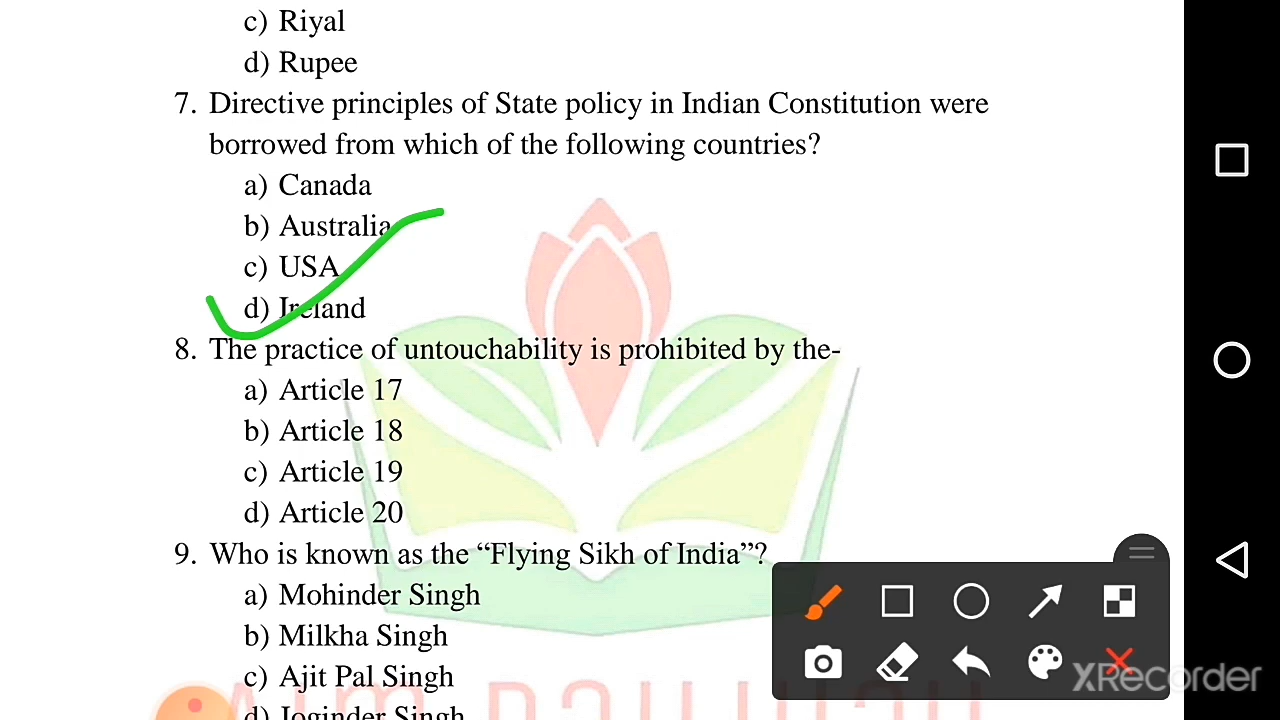 c) Riyal
d) Rupee
7. Directive principles of State policy in Indian Constitution were
borrowed from which of the following countries?
a) Canada
b) Australia
c) USA
d) Ireland
8. The practice of untouchability is prohibited by the-
a) Article 17
b) Article 18
c) Article 19
d) Article 20
9. Who is known as the “Flying Sikh of India”?
a) Mohinder Singh
b) Milkha Singh
c) Ajit Pal Singh
d) Joginder Singh
XRecorder